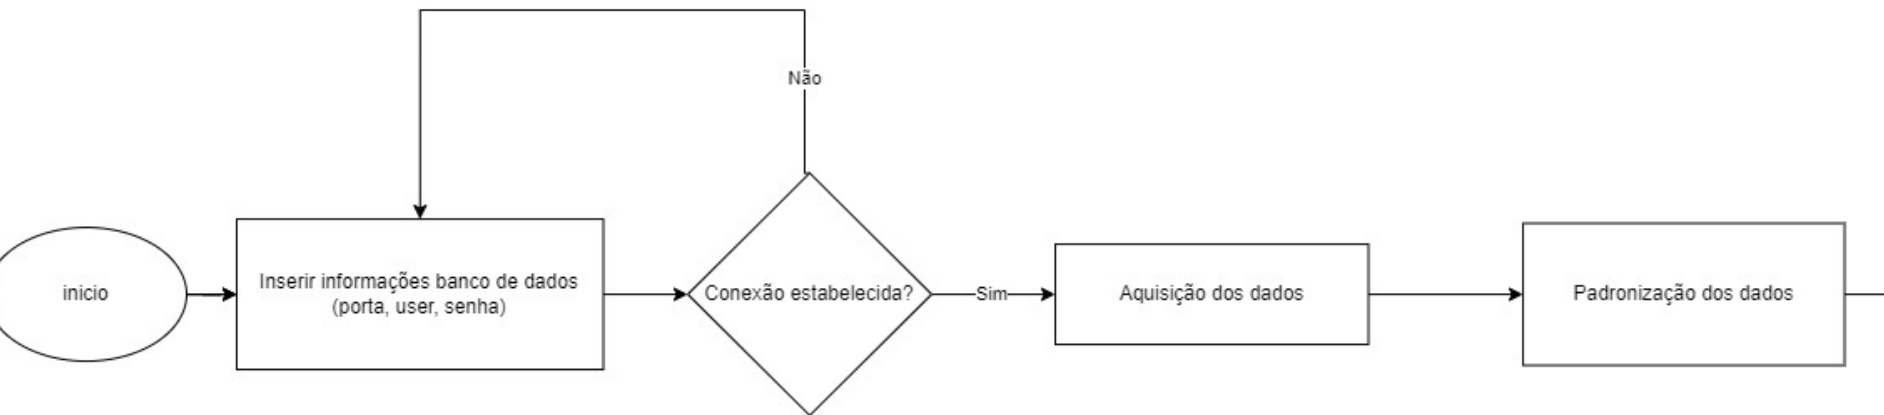 Não
inicio
Inserir informações banco de dados
(porta, user, senha)
Conexão estabelecida?
Sim
Aquisição dos dados
Padronização dos dados